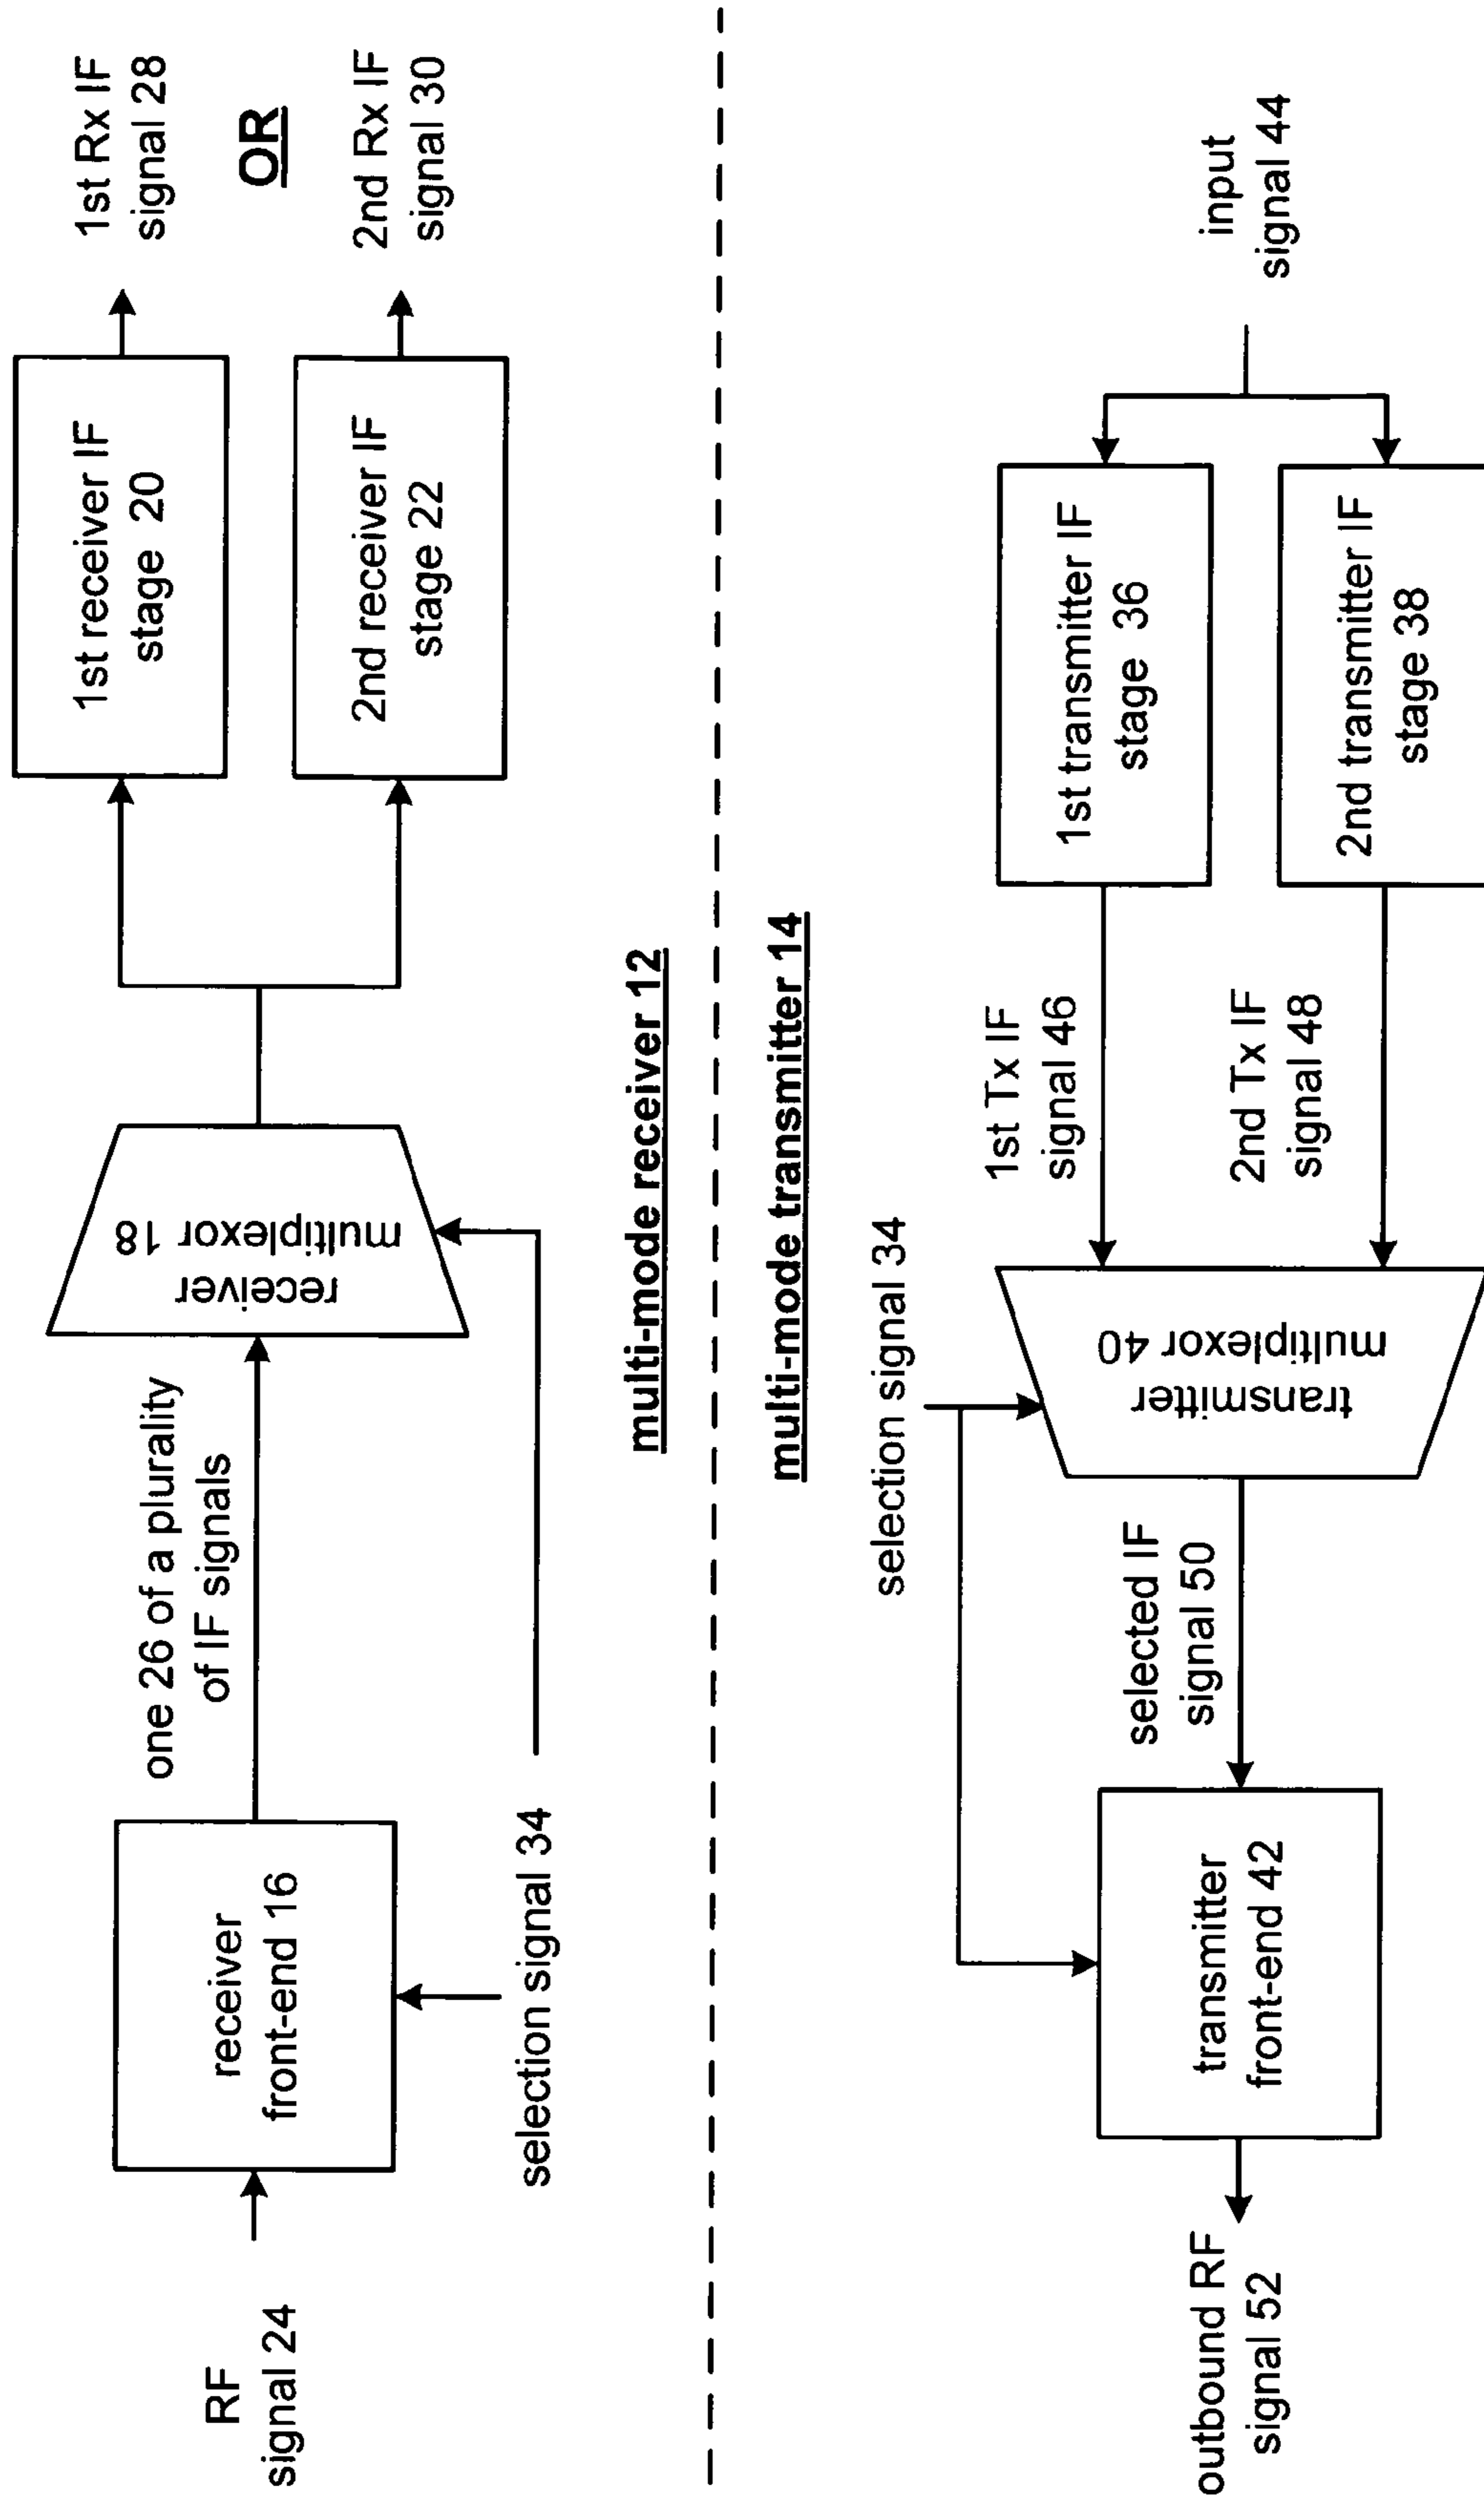 RF
signal 24
receiver
front-end 16
selection signal 34
one 26 of a plurality
of IF signals
receiver
multiplexor 18
1st receiver IF
stage 20
2nd receiver IF
stage 22
1st Rx IF
signal 28
OR
2nd Rx IF
signal 30
multi-mode receiver 12
multi-mode transmitter 14
outbound RF
signal 52
transmitter
front-end 42
selected IF
signal 50
selection signal 34
transmitter
multiplexor 40
1st Tx IF
signal 46
2nd Tx IF
signal 48
1st transmitter IF
stage 36
2nd transmitter IF
stage 38
input
signal 44